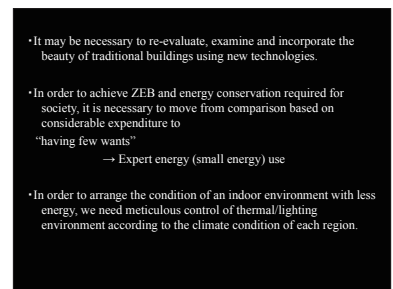 ・It may be necessary to re-evaluate, examine and incorporate the
beauty of traditional buildings using new technologies.
・In order to achieve ZEB and energy conservation required for
society, it is necessary to move from comparison based on
considerable expenditure to
“having few wants”
→ Expert energy (small energy) use
・In order to arrange the condition of an indoor environment with less
energy, we need meticulous control of thermal/lighting
environment according to the climate condition of each region.